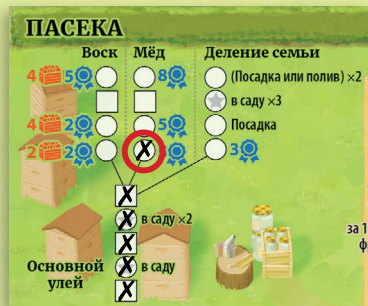 ПАСЕКА
Воск Мёд Деление семьи
4 5 8 (Посадка или полив) ×2
в саду ×3
4 2 5 Посадка
2 2 3
в саду ×2
Основной
улей
в саду
за 1
ф